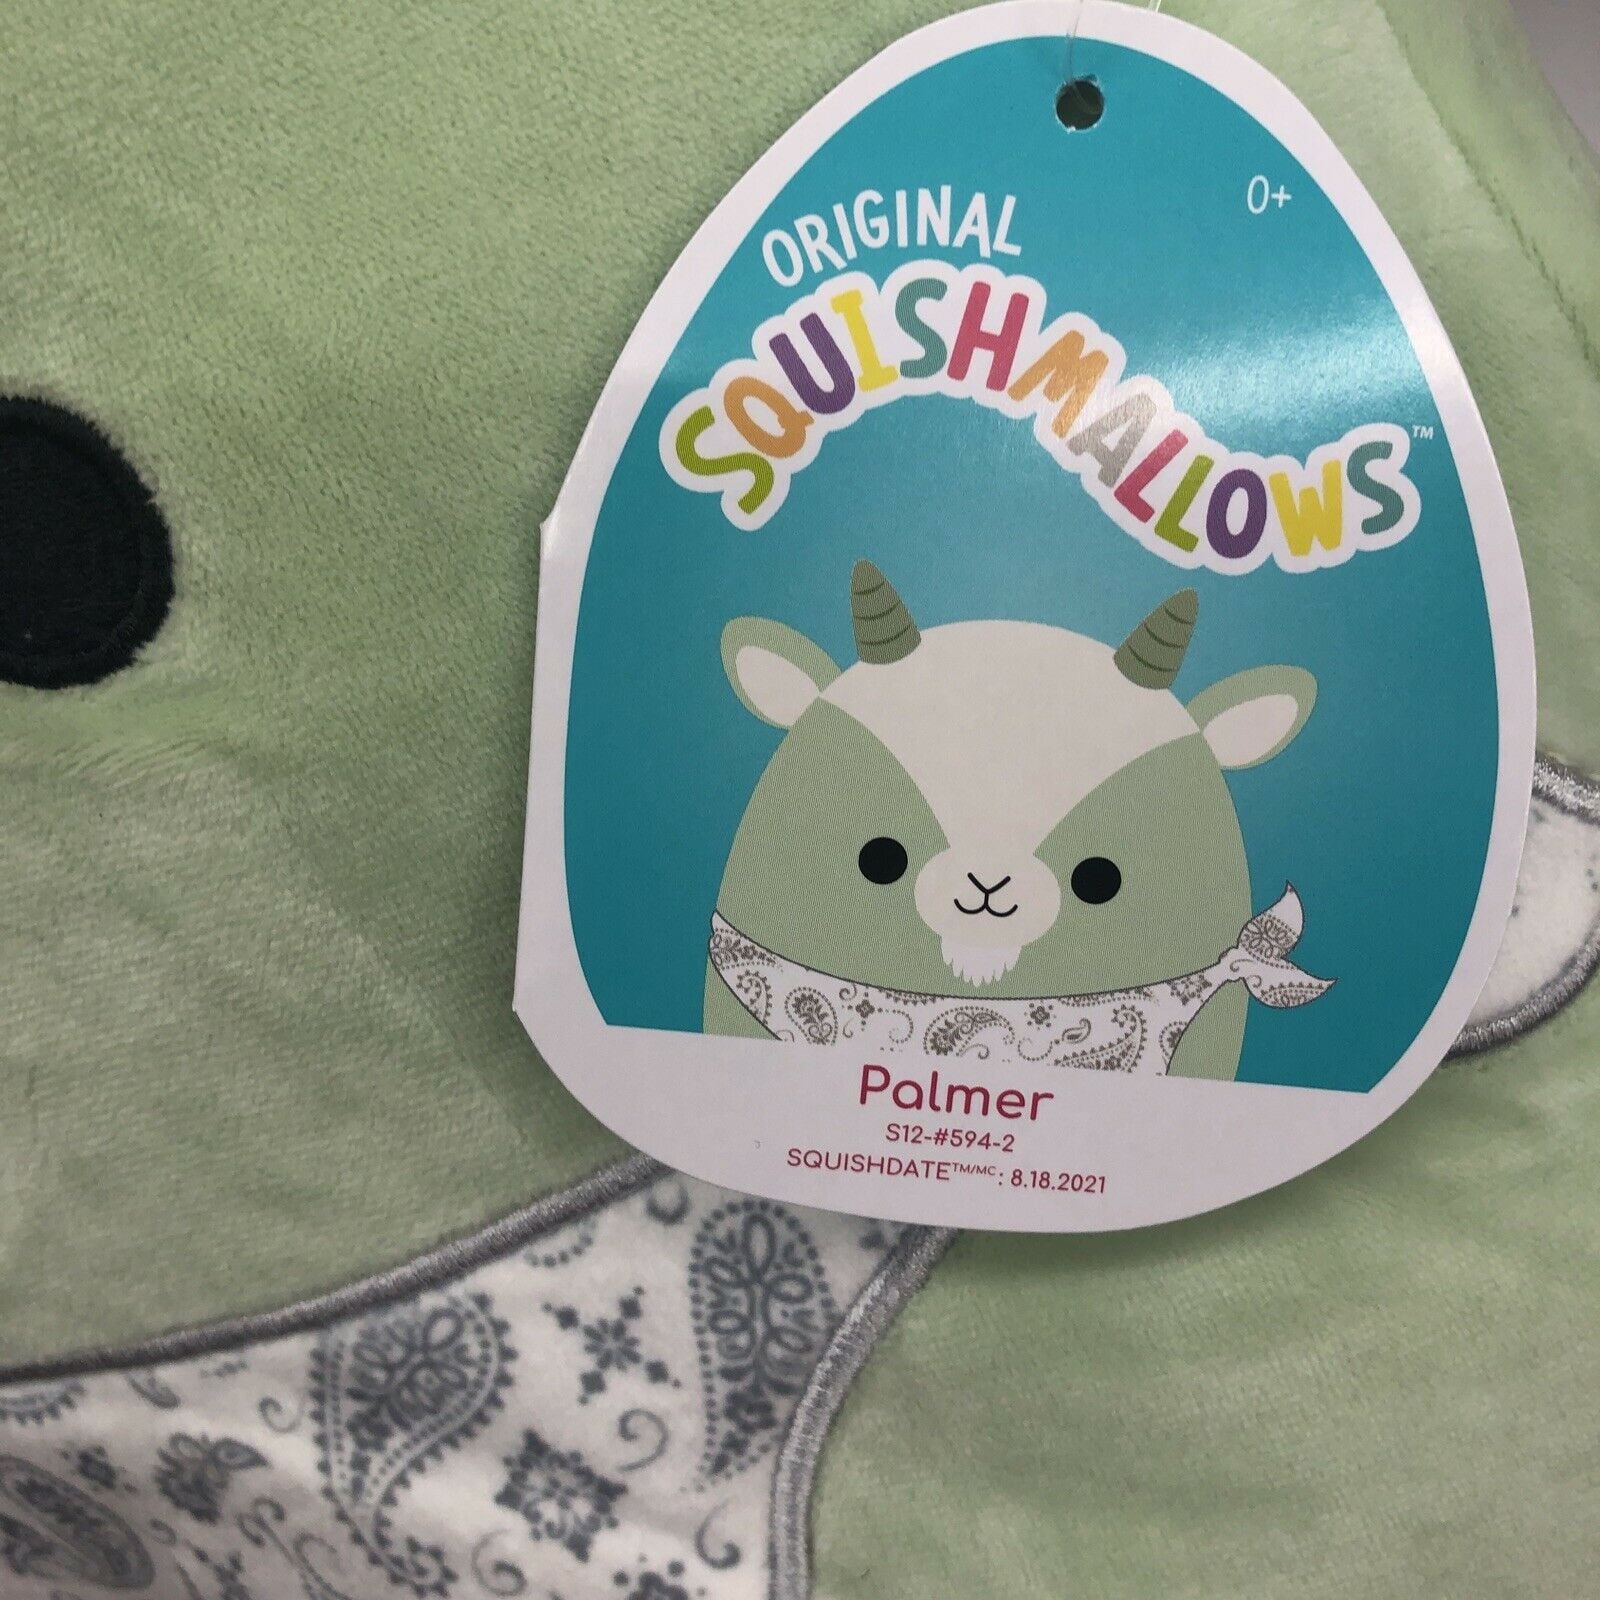 0+
ORIGINAL
SQUISHMALLOWS™
Palmer
S12-#594-2
SQUISHDATE™/MC: 8.18.2021